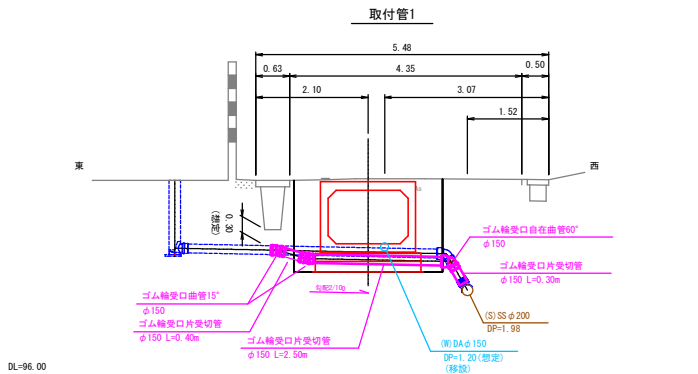 取付管1
5.48
0.63
4.35
0.50
2.10
3.07
1.52
東
西
0.30
(想定)
ゴム輪受口自在曲管60°
φ150
ゴム輪受口片受切管
φ150 L=0.30m
ゴム輪受口曲管15°
φ150
ゴム輪受口片受切管
φ150 L=0.40m
ゴム輪受口片受切管
φ150 L=2.50m
(S)SSφ200
DP=1.98
(W)DAφ150
DP=1.20(想定)
(移設)
DL=96.00